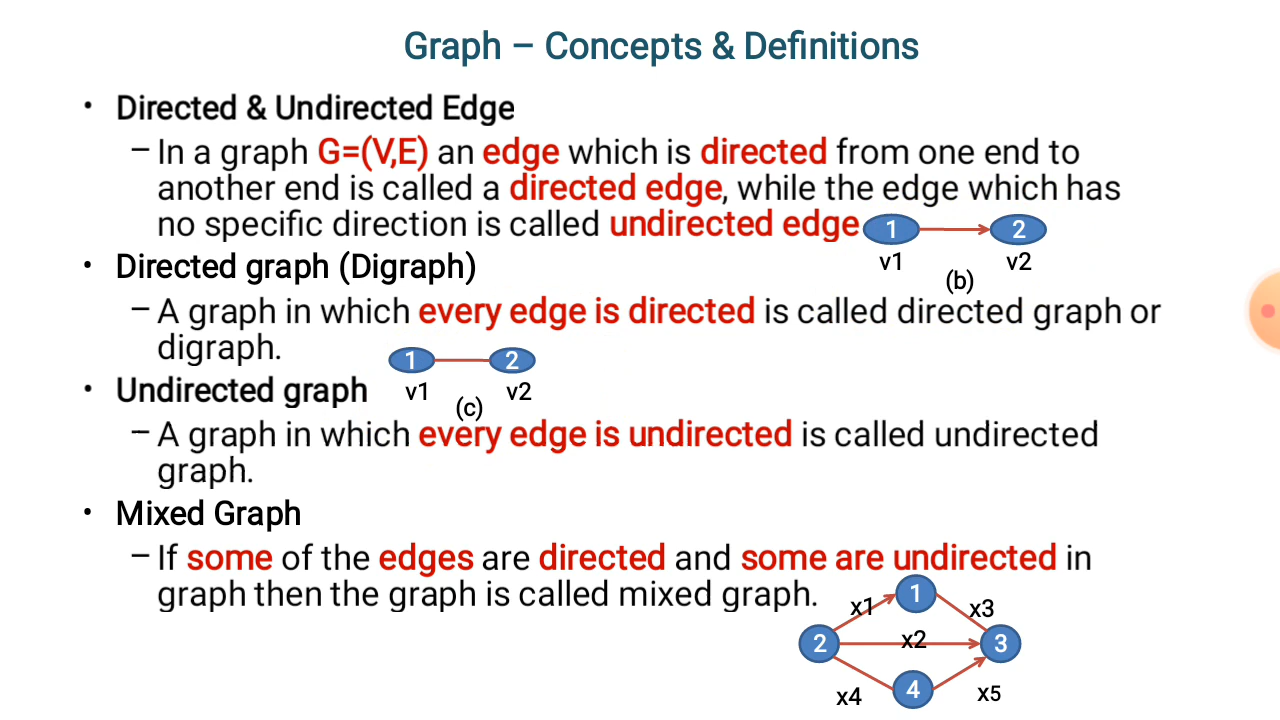 Graph – Concepts & Definitions
• Directed & Undirected Edge
– In a graph G=(V,E) an edge which is directed from one end to
another end is called a directed edge, while the edge which has
no specific direction is called undirected edge
1 2
v1 v2
(b)
• Directed graph (Digraph)
– A graph in which every edge is directed is called directed graph or
digraph.
1 2
v1 v2
(c)
• Undirected graph
– A graph in which every edge is undirected is called undirected
graph.
• Mixed Graph
– If some of the edges are directed and some are undirected in
graph then the graph is called mixed graph.
x1 1 x3
2 x2 3
x4 4 x5